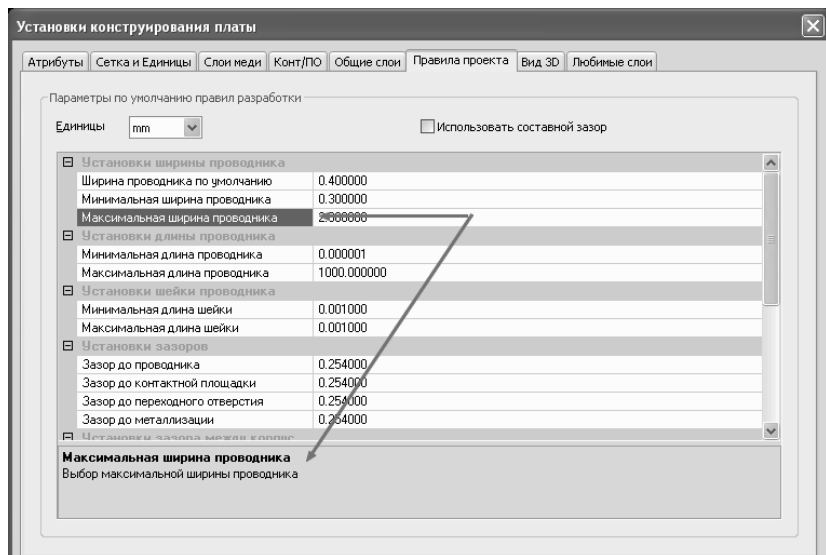 Установки конструирования платы
Атрибуты Сетка и Единицы Слои меди Конт/ПО Общие слои Правила проекта Вид 3D Любимые слои
Параметры по умолчанию правил разработки
Единицы mm Использовать составной зазор
Установки ширины проводника
Ширина проводника по умолчанию 0.400000
Минимальная ширина проводника 0.300000
Максимальная ширина проводника
Установки длины проводника
Минимальная длина проводника 0.000001
Максимальная длина проводника 1000.000000
Установки шейки проводника
Минимальная длина шейки 0.001000
Максимальная длина шейки 0.001000
Установки зазоров
Зазор до проводника 0.254000
Зазор до контактной площадки 0.254000
Зазор до переходного отверстия 0.254000
Зазор до металлизации 0.254000
Установки зазора между корпус
Максимальная ширина проводника
Выбор максимальной ширины проводника